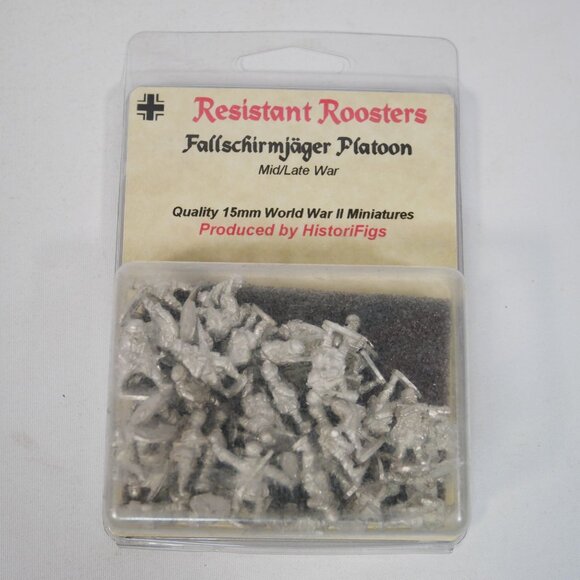 Resistant Roosters
Fallschirmjäger Platoon
Mid/Late War
Quality 15mm World War II Miniatures
Produced by HistoriFigs